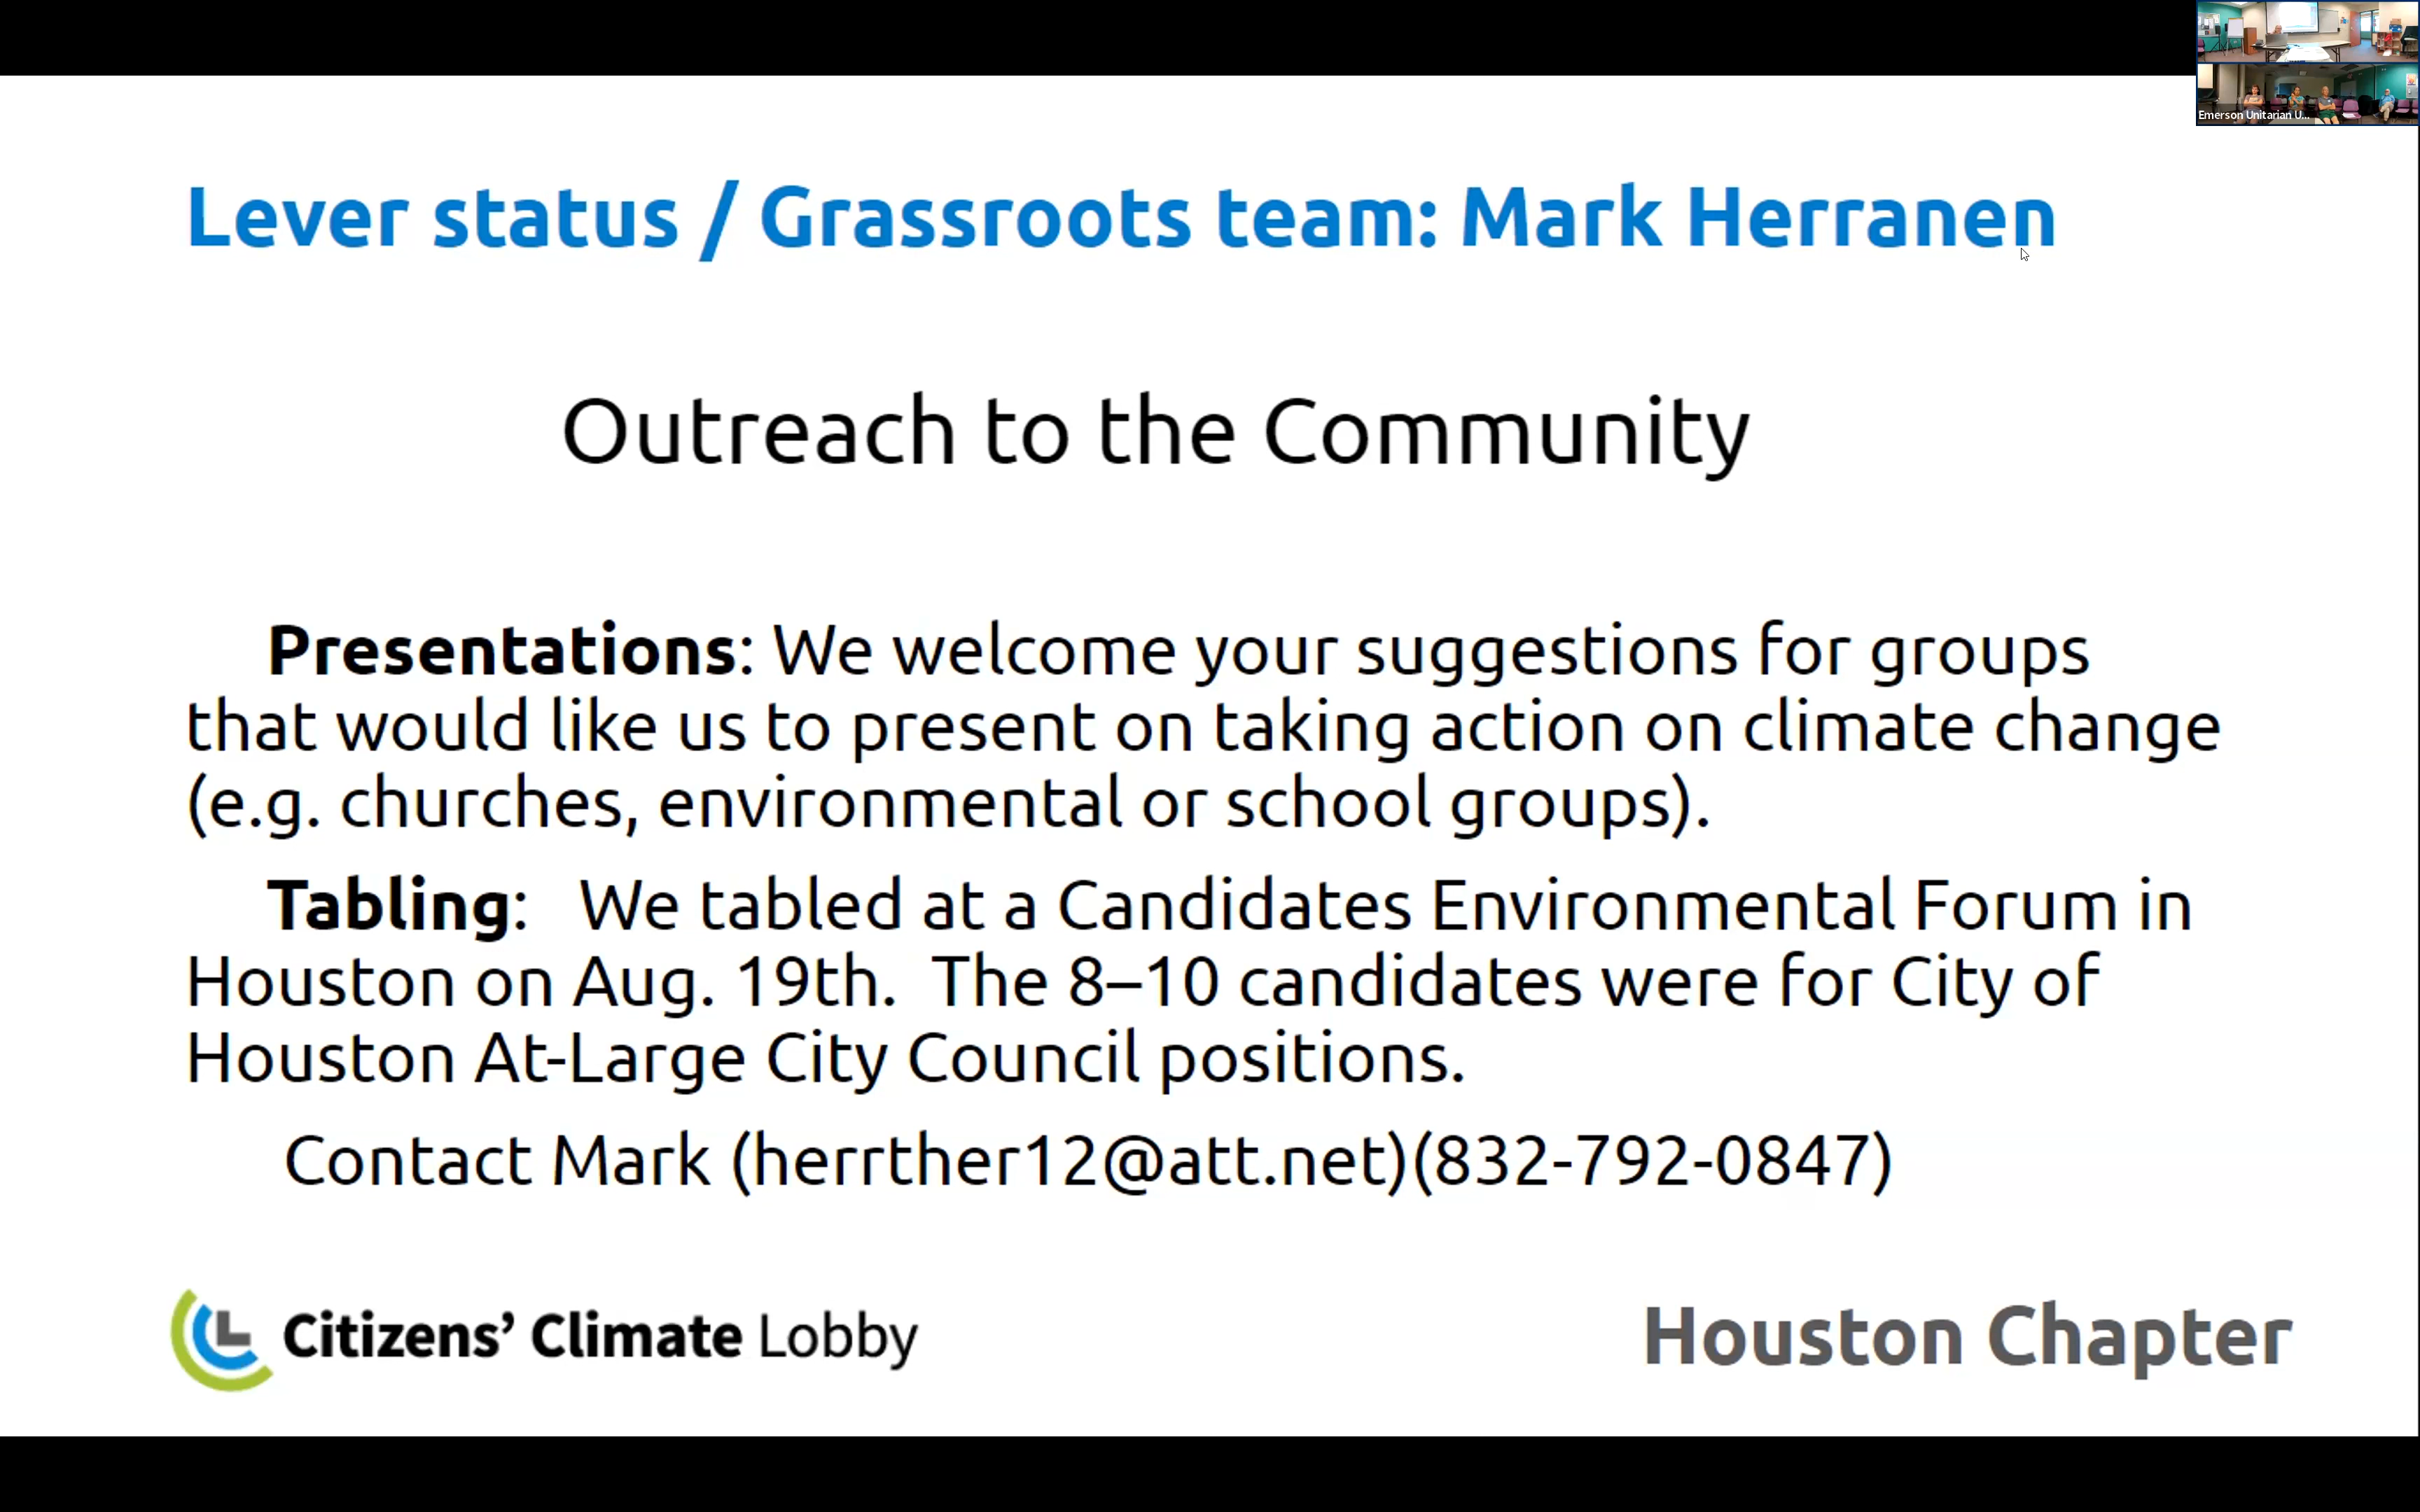 Emerson Unitarian U...
Lever status / Grassroots team: Mark Herranen
Outreach to the Community
Presentations: We welcome your suggestions for groups
that would like us to present on taking action on climate change
(e.g. churches, environmental or school groups).
Tabling:   We tabled at a Candidates Environmental Forum in
Houston on Aug. 19th.  The 8–10 candidates were for City of
Houston At-Large City Council positions.
Contact Mark (herrther12@att.net)(832-792-0847)
Citizens’ Climate Lobby
Houston Chapter